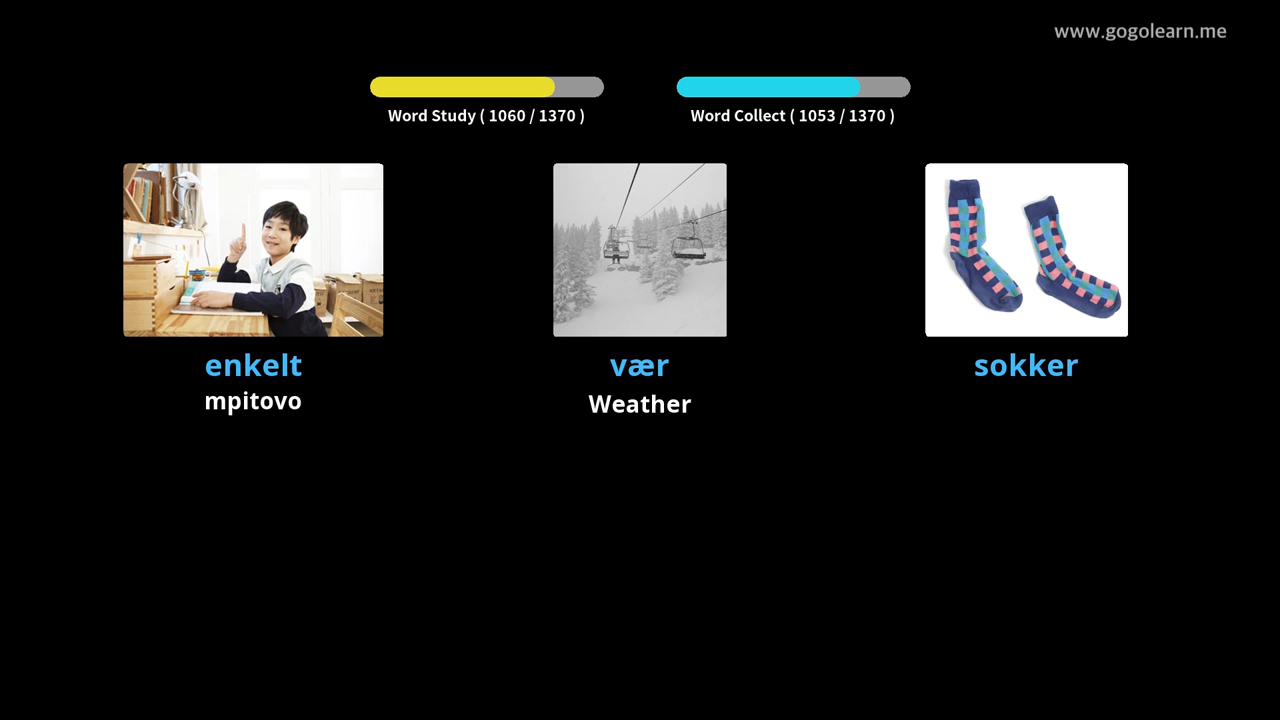 www.gogolearn.me
Word Study ( 1060 / 1370 )
Word Collect ( 1053 / 1370 )
enkelt
mpitovo
vær
Weather
sokker